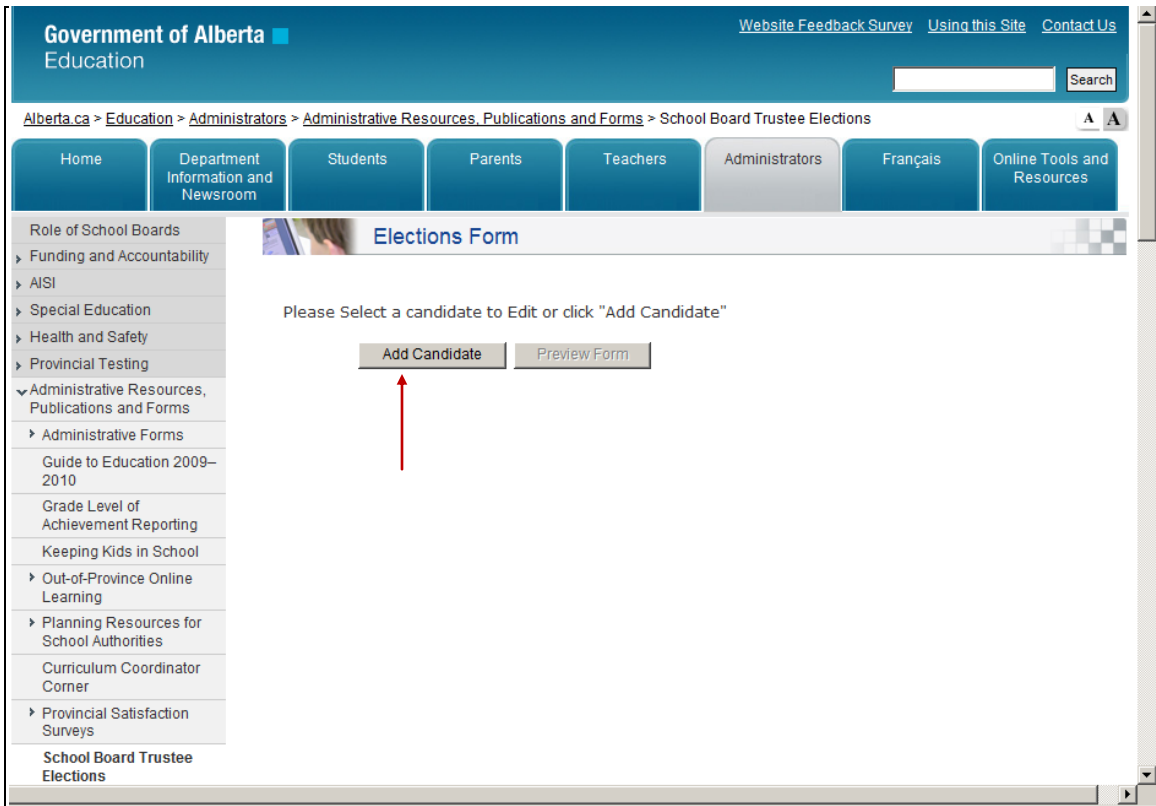 Government of Alberta
Education
Website Feedback Survey Using this Site Contact Us
Search
Alberta.ca > Education > Administrators > Administrative Resources, Publications and Forms > School Board Trustee Elections
A A
Home
Department
Information and
Newsroom
Students
Parents
Teachers
Administrators
Français
Online Tools and
Resources
Role of School Boards
Funding and Accountability
AISI
Special Education
Health and Safety
Provincial Testing
Administrative Resources,
Publications and Forms
Administrative Forms
Guide to Education 2009–
2010
Grade Level of
Achievement Reporting
Keeping Kids in School
Out-of-Province Online
Learning
Planning Resources for
School Authorities
Curriculum Coordinator
Corner
Provincial Satisfaction
Surveys
School Board Trustee
Elections
Elections Form
Please Select a candidate to Edit or click "Add Candidate"
Add Candidate Preview Form